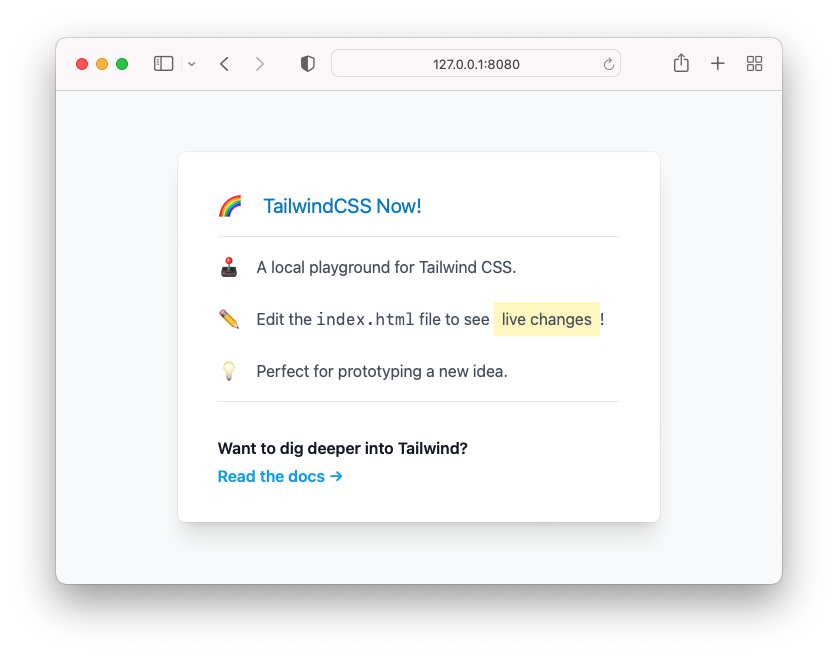 127.0.0.1:8080
🌈 TailwindCSS Now!
🕹️ A local playground for Tailwind CSS.
✏️ Edit the index.html file to see live changes !
💡 Perfect for prototyping a new idea.
Want to dig deeper into Tailwind?
Read the docs →